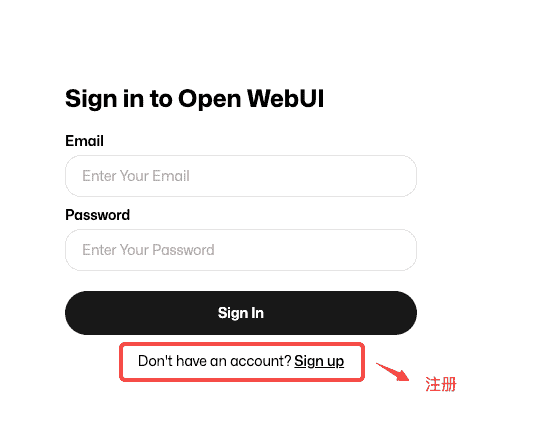 Sign in to Open WebUI
Email
Enter Your Email
Password
Enter Your Password
Sign In
Don't have an account? Sign up
注册